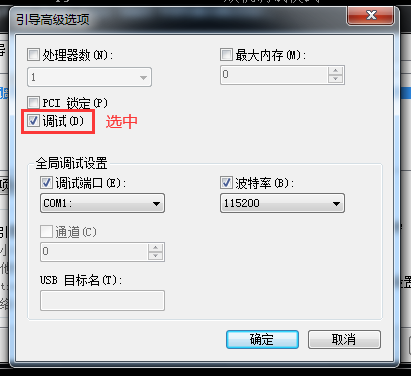 引导高级选项
处理器数(N):
最大内存(M):
1
0
PCI 锁定(P)
调试(D)
选中
全局调试设置
调试端口(E):
波特率(B):
COM1:
115200
通道(C)
0
USB 目标名(T):
确定
取消